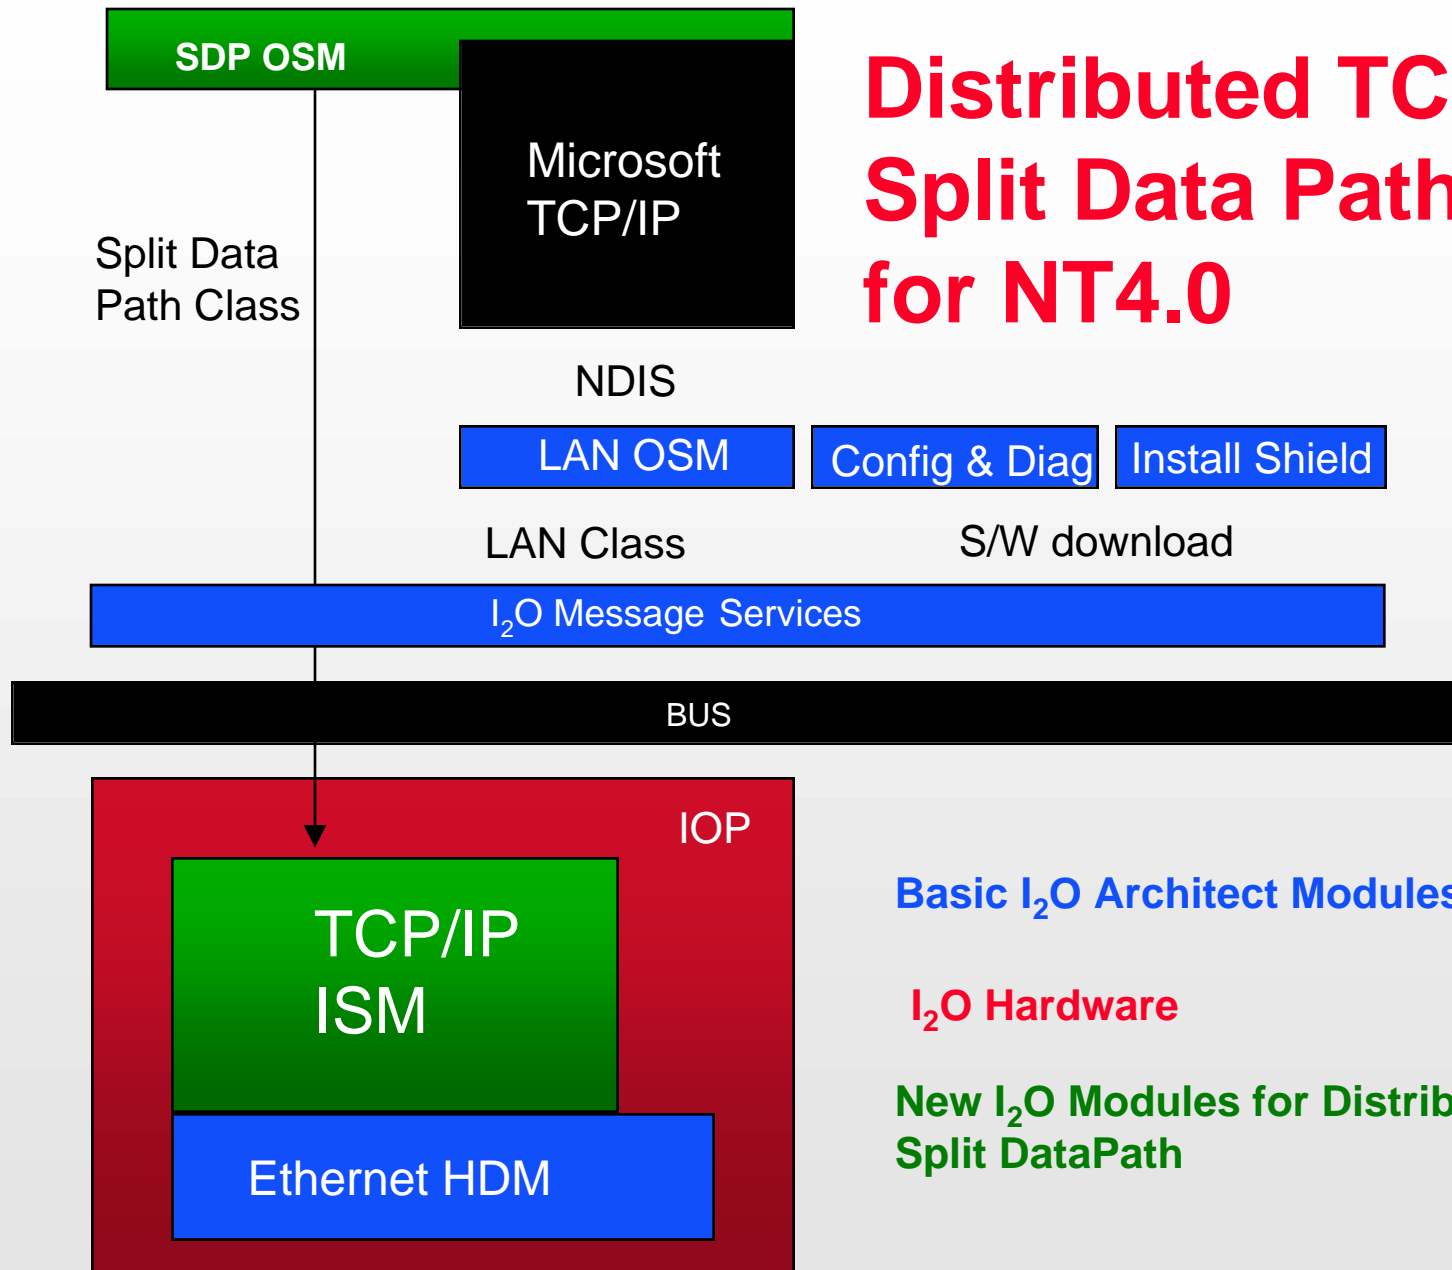 SDP OSM
Distributed TC
Split Data Path
for NT4.0
Microsoft
TCP/IP
Split Data
Path Class
NDIS
LAN OSM
Config & Diag
Install Shield
LAN Class
S/W download
I2O Message Services
BUS
IOP
TCP/IP
ISM
Ethernet HDM
Basic I2O Architect Modules
I2O Hardware
New I2O Modules for Distrib
Split DataPath